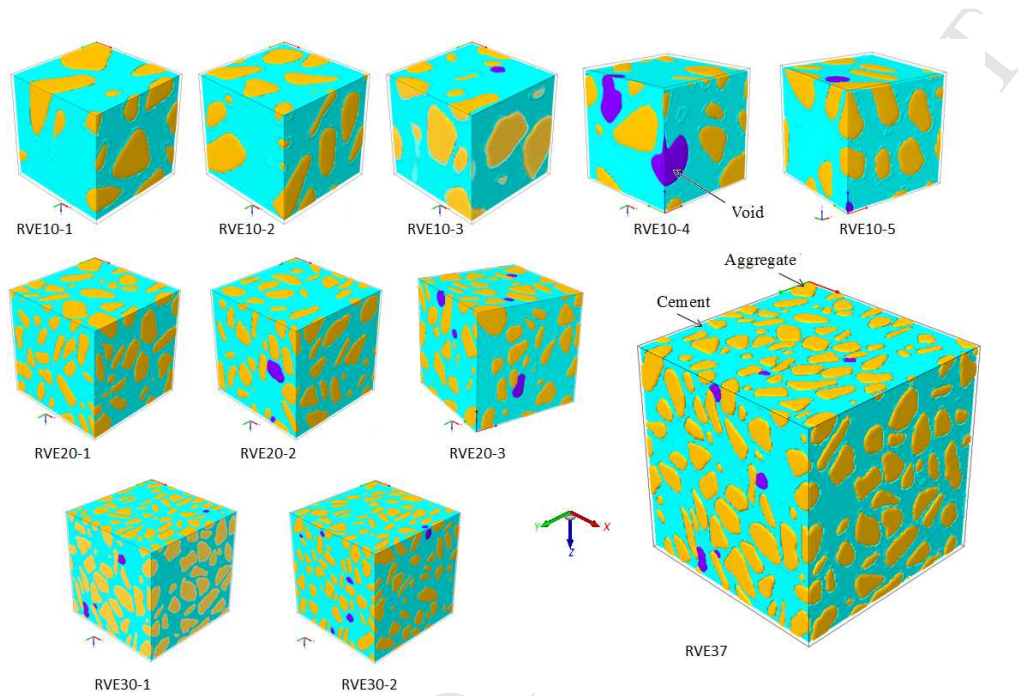 RVE10-1
RVE10-2
RVE10-3
RVE10-4
RVE10-5
Void
Aggregate
Cement
RVE20-1
RVE20-2
RVE20-3
Y
X
Z
RVE37
RVE30-1
RVE30-2